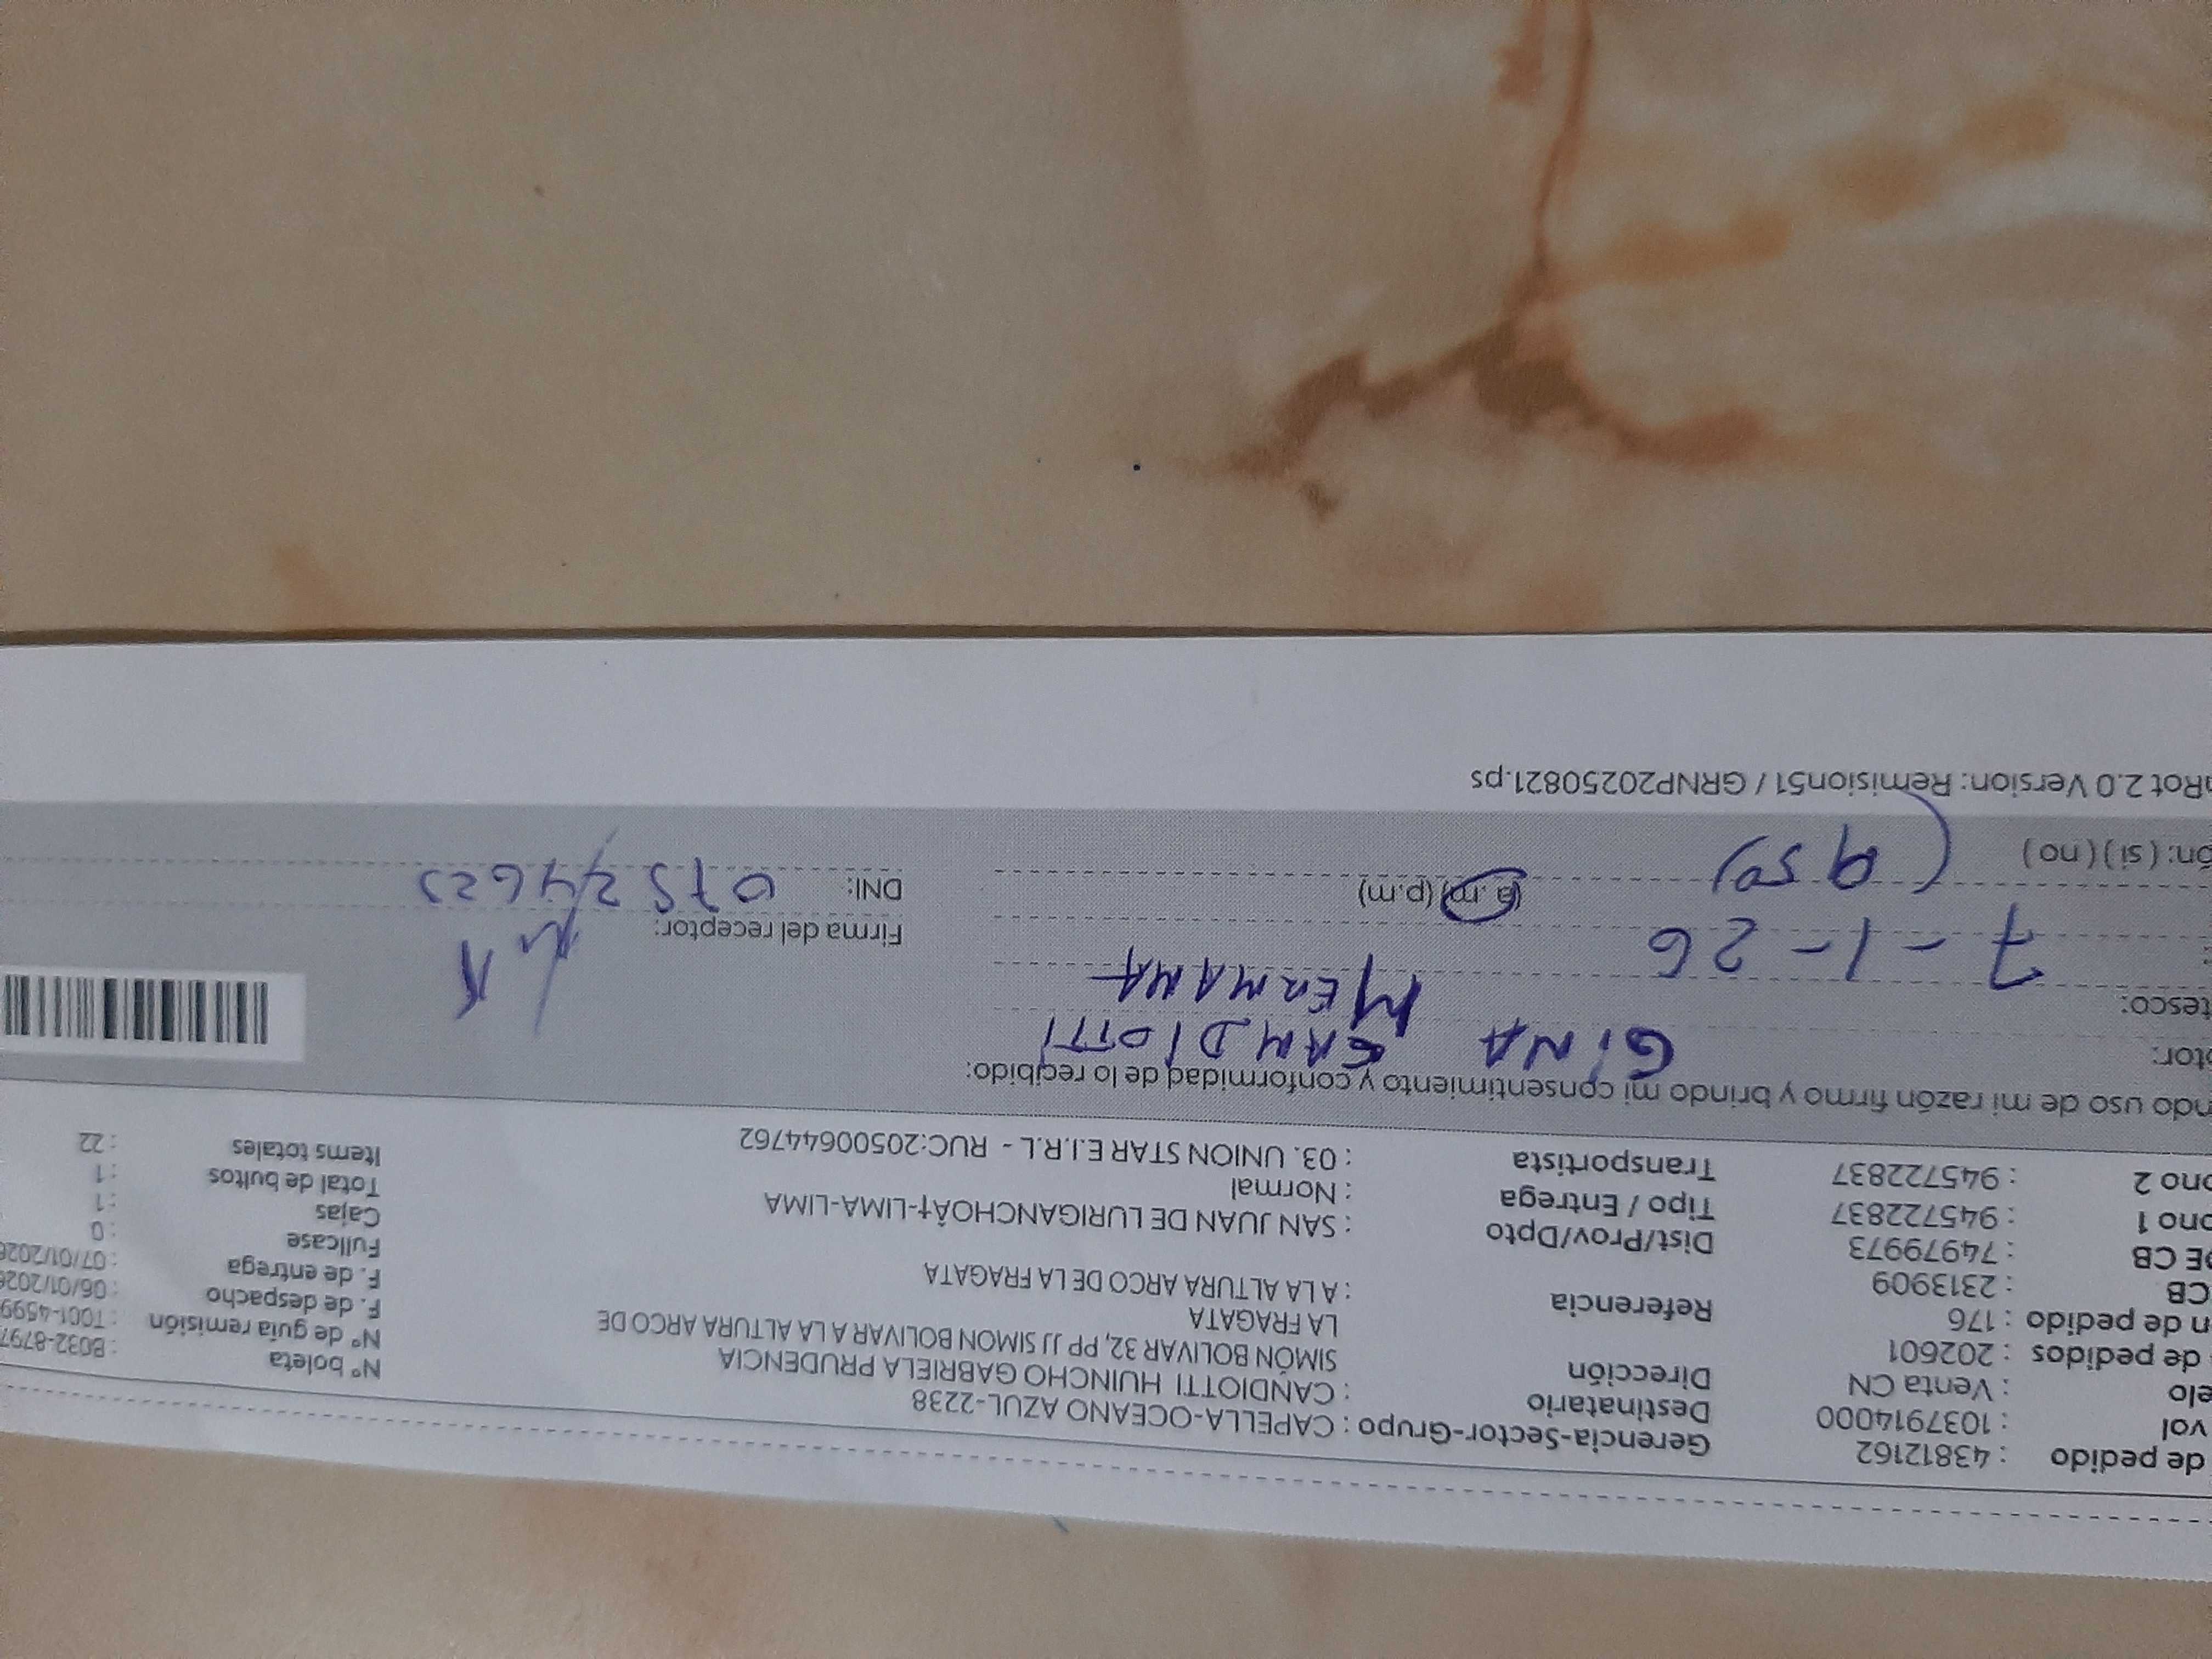 de pedido : 43812162
vol : 1037914000
elo : Venta CN
de pedidos : 202601
n de pedido : 176
CB : 2313909
DE CB : 74979973
ono 1 : 945722837
ono 2 : 945722837
Gerencia-Sector-Grupo : CAPELLA-OCEANO AZUL-2238
Destinatario : CANDIOTTI HUINCHO GABRIELA PRUDENCIA
Dirección SIMÓN BOLIVAR 32, PP JJ SIMON BOLIVAR A LA ALTURA ARCO DE
LA FRAGATA
Referencia : A LA ALTURA ARCO DE LA FRAGATA
Dist/Prov/Dpto : SAN JUAN DE LURIGANCHOÂ†-LIMA-LIMA
Tipo / Entrega : Normal
Transportista : 03. UNION STAR E.I.R.L - RUC:20500644762
Nº boleta : B032-8797
Nº de guía remisión : T001-4599
F. de despacho : 06/01/2026
F. de entrega : 07/01/2026
Fullcase : 0
Cajas : 1
Total de bultos : 1
Items totales : 22
ndo uso de mi razón firmo y brindo mi consentimiento y conformidad de lo recibido:
tor: GINA CANDIOTTI
tesco: HERMANA
: 7-1-26
(a.m) (p.m)
ón: (si) (no) (9 50)
Firma del receptor:
DNI: 07524623
Rot 2.0 Version: Remision51 / GRNP20250821.ps